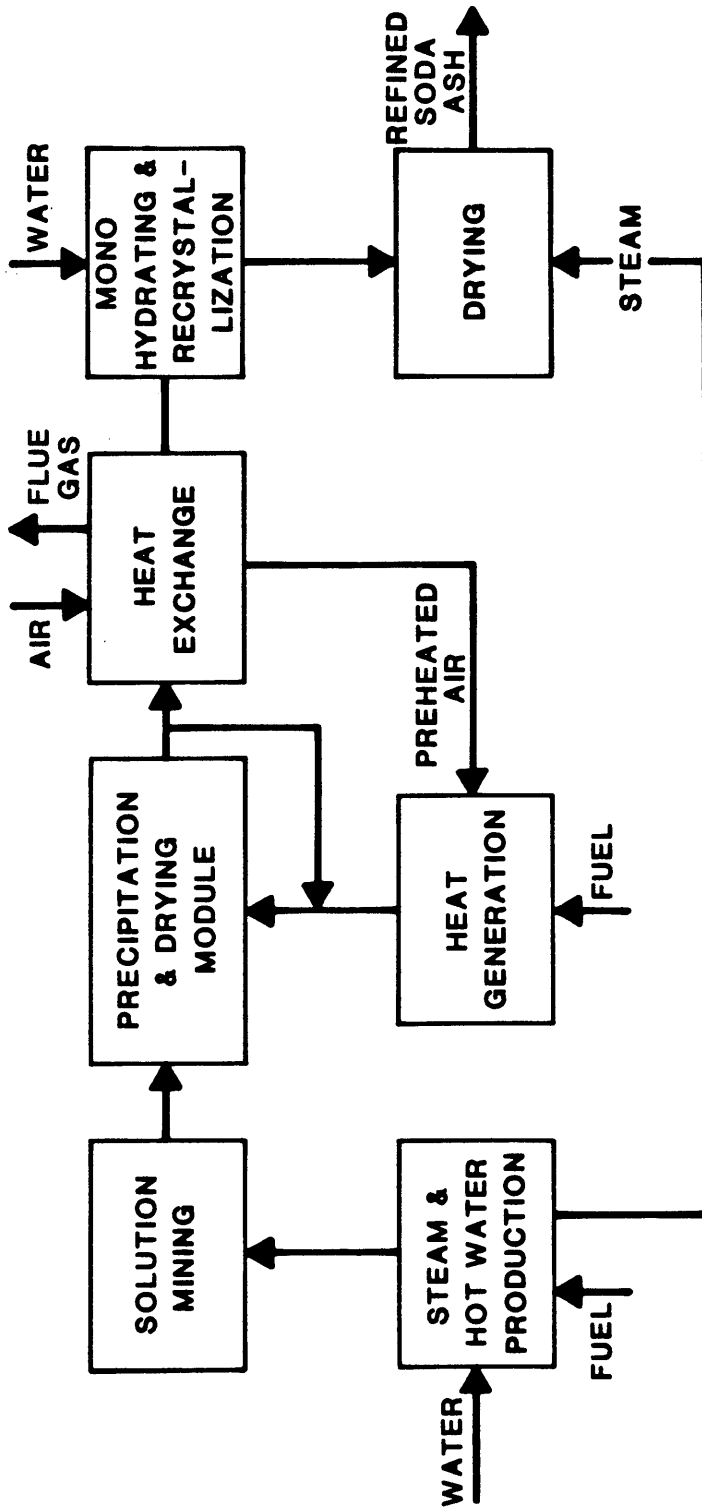 SOLUTION
MINING
PRECIPITATION
& DRYING
MODULE
AIR
FLUE
GAS
HEAT
EXCHANGE
WATER
MONO
HYDRATING &
RECRYSTAL-
LIZATION
WATER
STEAM &
HOT WATER
PRODUCTION
FUEL
HEAT
GENERATION
FUEL
PREHEATED
AIR
DRYING
STEAM
REFINED
SODA
ASH